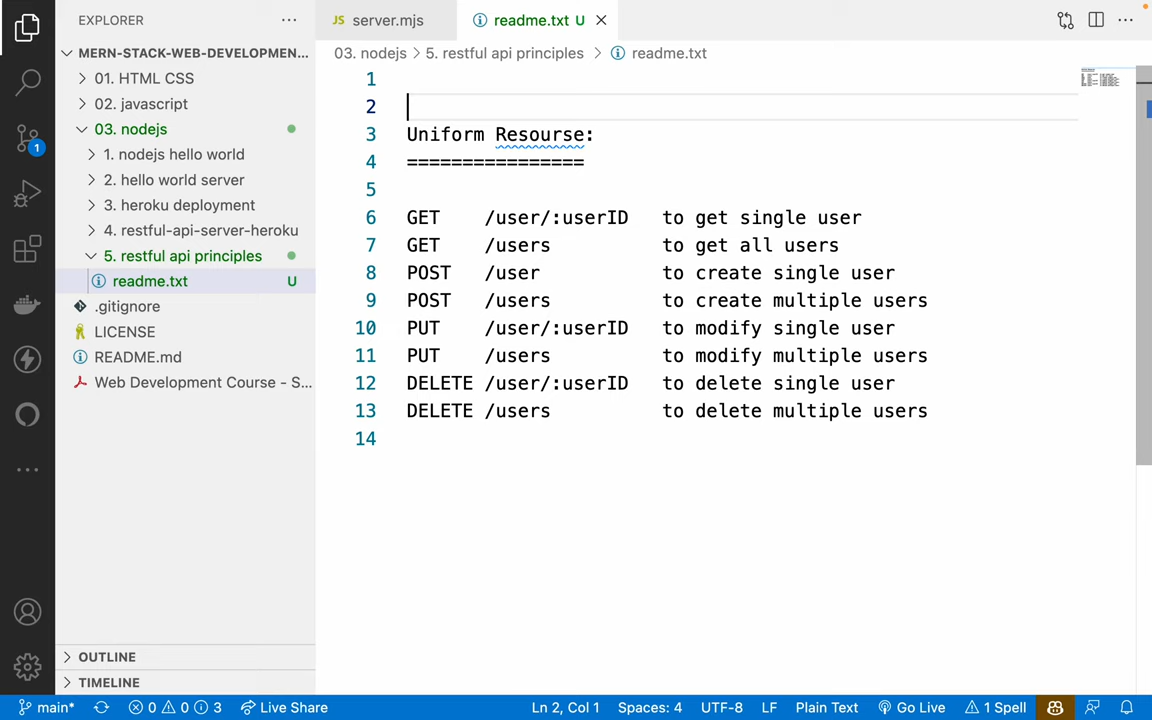 EXPLORER
MERN-STACK-WEB-DEVELOPMEN...
01. HTML CSS
02. javascript
03. nodejs
1. nodejs hello world
2. hello world server
3. heroku deployment
4. restful-api-server-heroku
5. restful api principles
readme.txt U
.gitignore
LICENSE
README.md
Web Development Course - S...
OUTLINE
TIMELINE
1
JS server.mjs
readme.txt U
03. nodejs > 5. restful api principles > readme.txt
1
2
3 Uniform Resourse:
4 ================
5
6 GET /user/:userID to get single user
7 GET /users to get all users
8 POST /user to create single user
9 POST /users to create multiple users
10 PUT /user/:userID to modify single user
11 PUT /users to modify multiple users
12 DELETE /user/:userID to delete single user
13 DELETE /users to delete multiple users
14
main* 0 0 3 Live Share Ln 2, Col 1 Spaces: 4 UTF-8 LF Plain Text Go Live 1 Spell